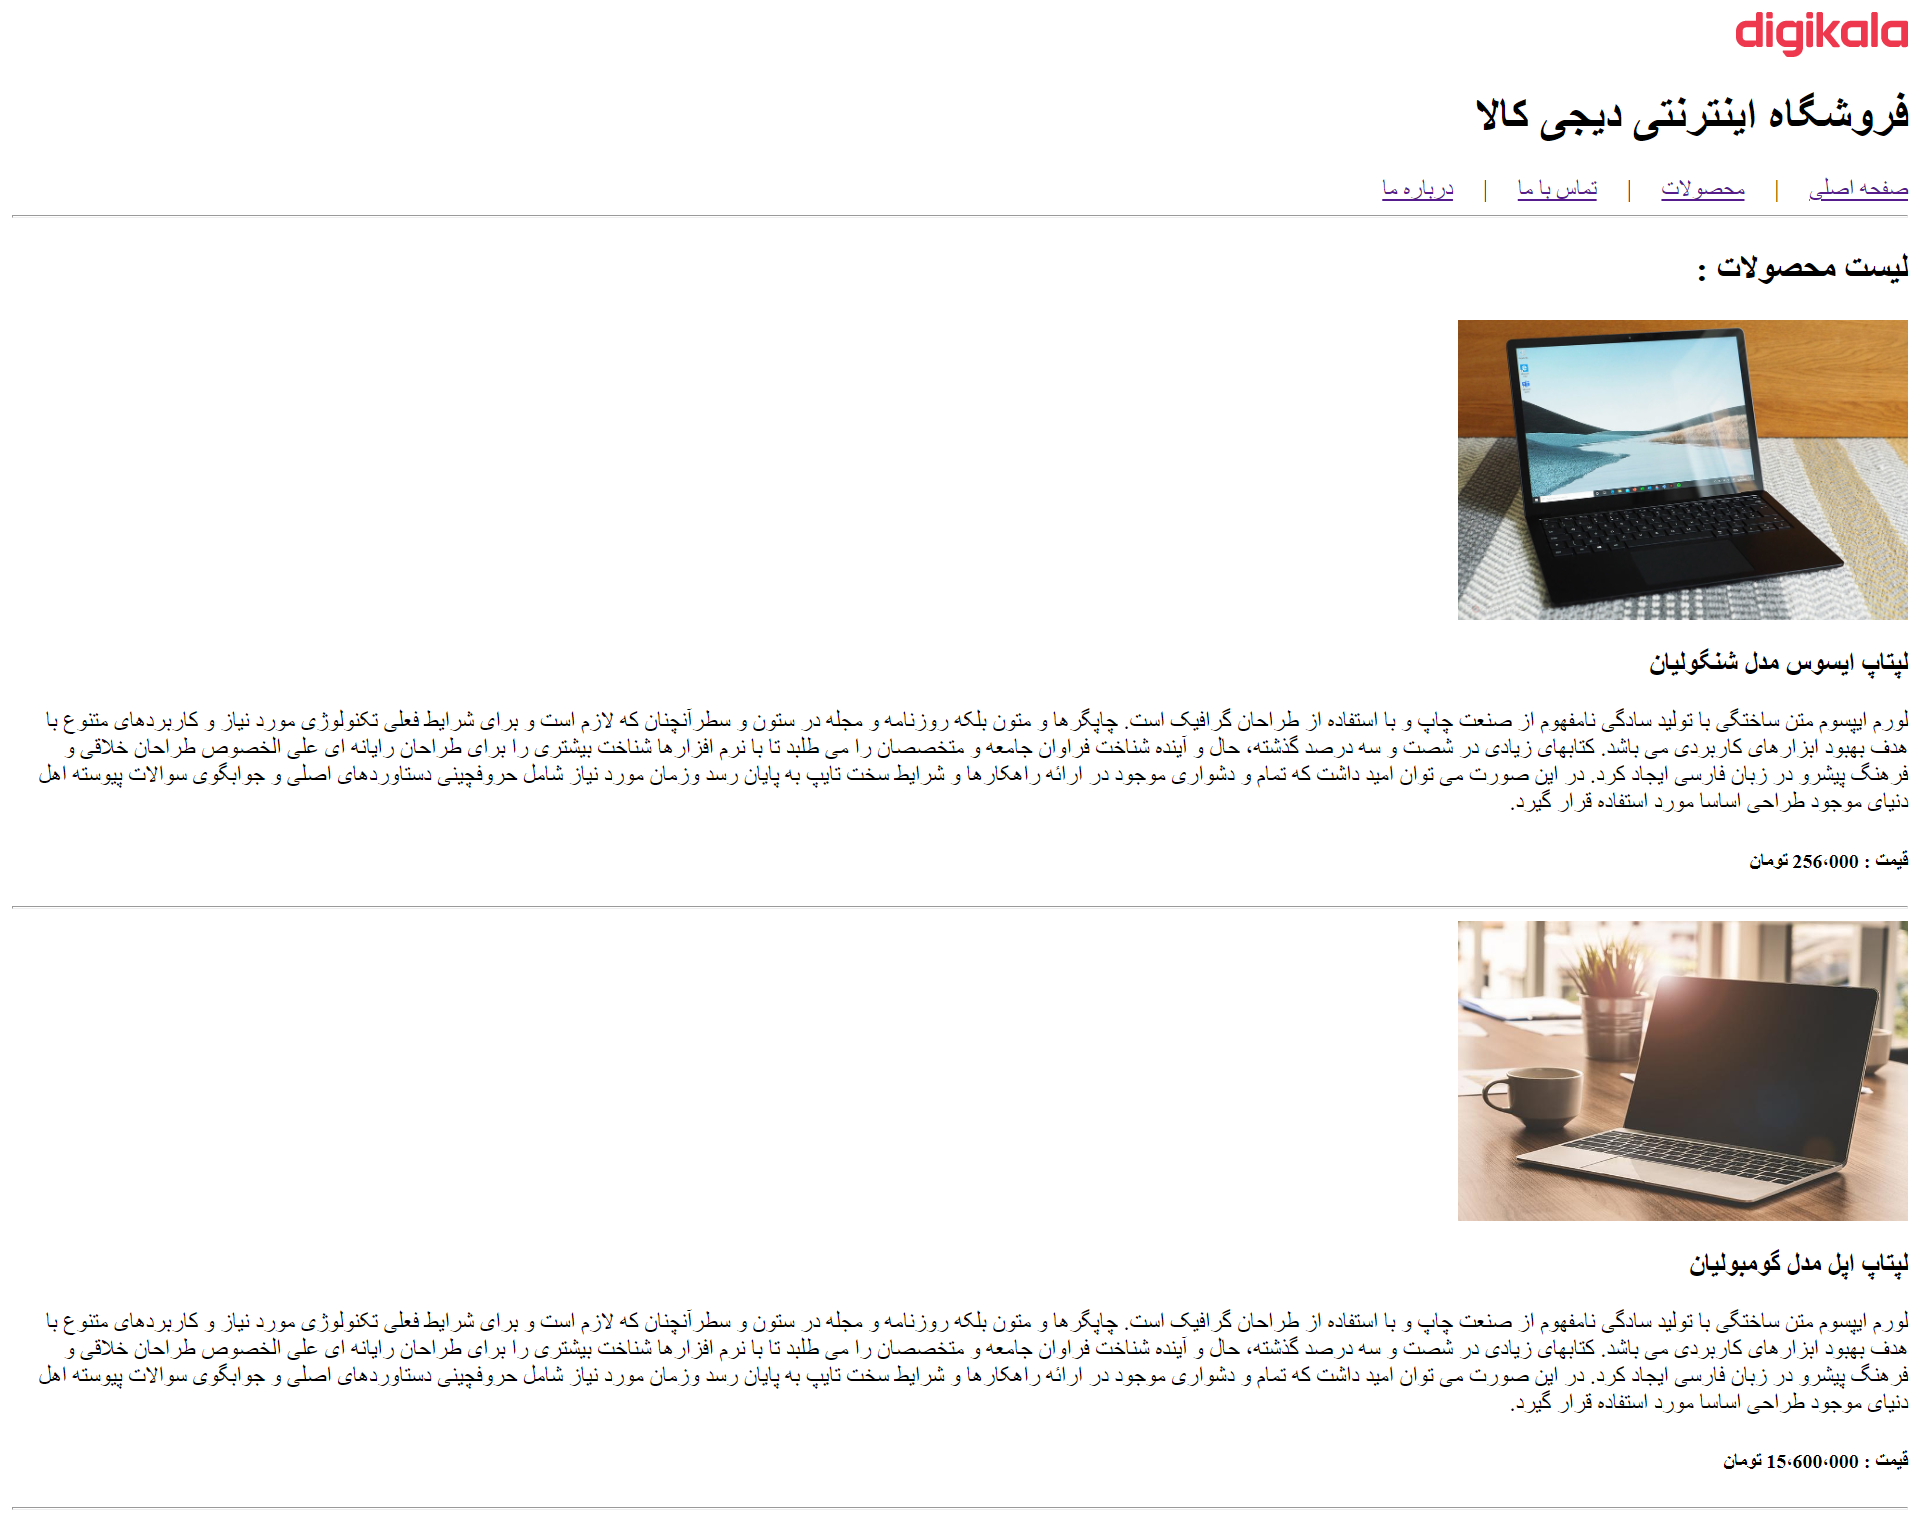 digikala
فروشگاه اینترنتی دیجی کالا
صفحه اصلی | محصولات | تماس با ما | درباره ما
لیست محصولات :
لپتاپ ایسوس مدل شنگولیان
لورم ایپسوم متن ساختگی با تولید سادگی نامفهوم از صنعت چاپ و با استفاده از طراحان گرافیک است. چاپگرها و متون بلکه روزنامه و مجله در ستون و سطرآنچنان که لازم است و برای شرایط فعلی تکنولوژی مورد نیاز و کاربردهای متنوع با
هدف بهبود ابزارهای کاربردی می باشد. کتابهای زیادی در شصت و سه درصد گذشته، حال و آینده شناخت فراوان جامعه و متخصصان را می طلبد تا با نرم افزارها شناخت بیشتری را برای طراحان رایانه ای علی الخصوص طراحان خلاقی و
فرهنگ پیشرو در زبان فارسی ایجاد کرد. در این صورت می توان امید داشت که تمام و دشواری موجود در ارائه راهکارها و شرایط سخت تایپ به پایان رسد وزمان مورد نیاز شامل حروفچینی دستاوردهای اصلی و جوابگوی سوالات پیوسته اهل
دنیای موجود طراحی اساسا مورد استفاده قرار گیرد.
قیمت : 256،000 تومان
لپتاپ اپل مدل گومبولیان
لورم ایپسوم متن ساختگی با تولید سادگی نامفهوم از صنعت چاپ و با استفاده از طراحان گرافیک است. چاپگرها و متون بلکه روزنامه و مجله در ستون و سطرآنچنان که لازم است و برای شرایط فعلی تکنولوژی مورد نیاز و کاربردهای متنوع با
هدف بهبود ابزارهای کاربردی می باشد. کتابهای زیادی در شصت و سه درصد گذشته، حال و آینده شناخت فراوان جامعه و متخصصان را می طلبد تا با نرم افزارها شناخت بیشتری را برای طراحان رایانه ای علی الخصوص طراحان خلاقی و
فرهنگ پیشرو در زبان فارسی ایجاد کرد. در این صورت می توان امید داشت که تمام و دشواری موجود در ارائه راهکارها و شرایط سخت تایپ به پایان رسد وزمان مورد نیاز شامل حروفچینی دستاوردهای اصلی و جوابگوی سوالات پیوسته اهل
دنیای موجود طراحی اساسا مورد استفاده قرار گیرد.
قیمت : 15،600،000 تومان